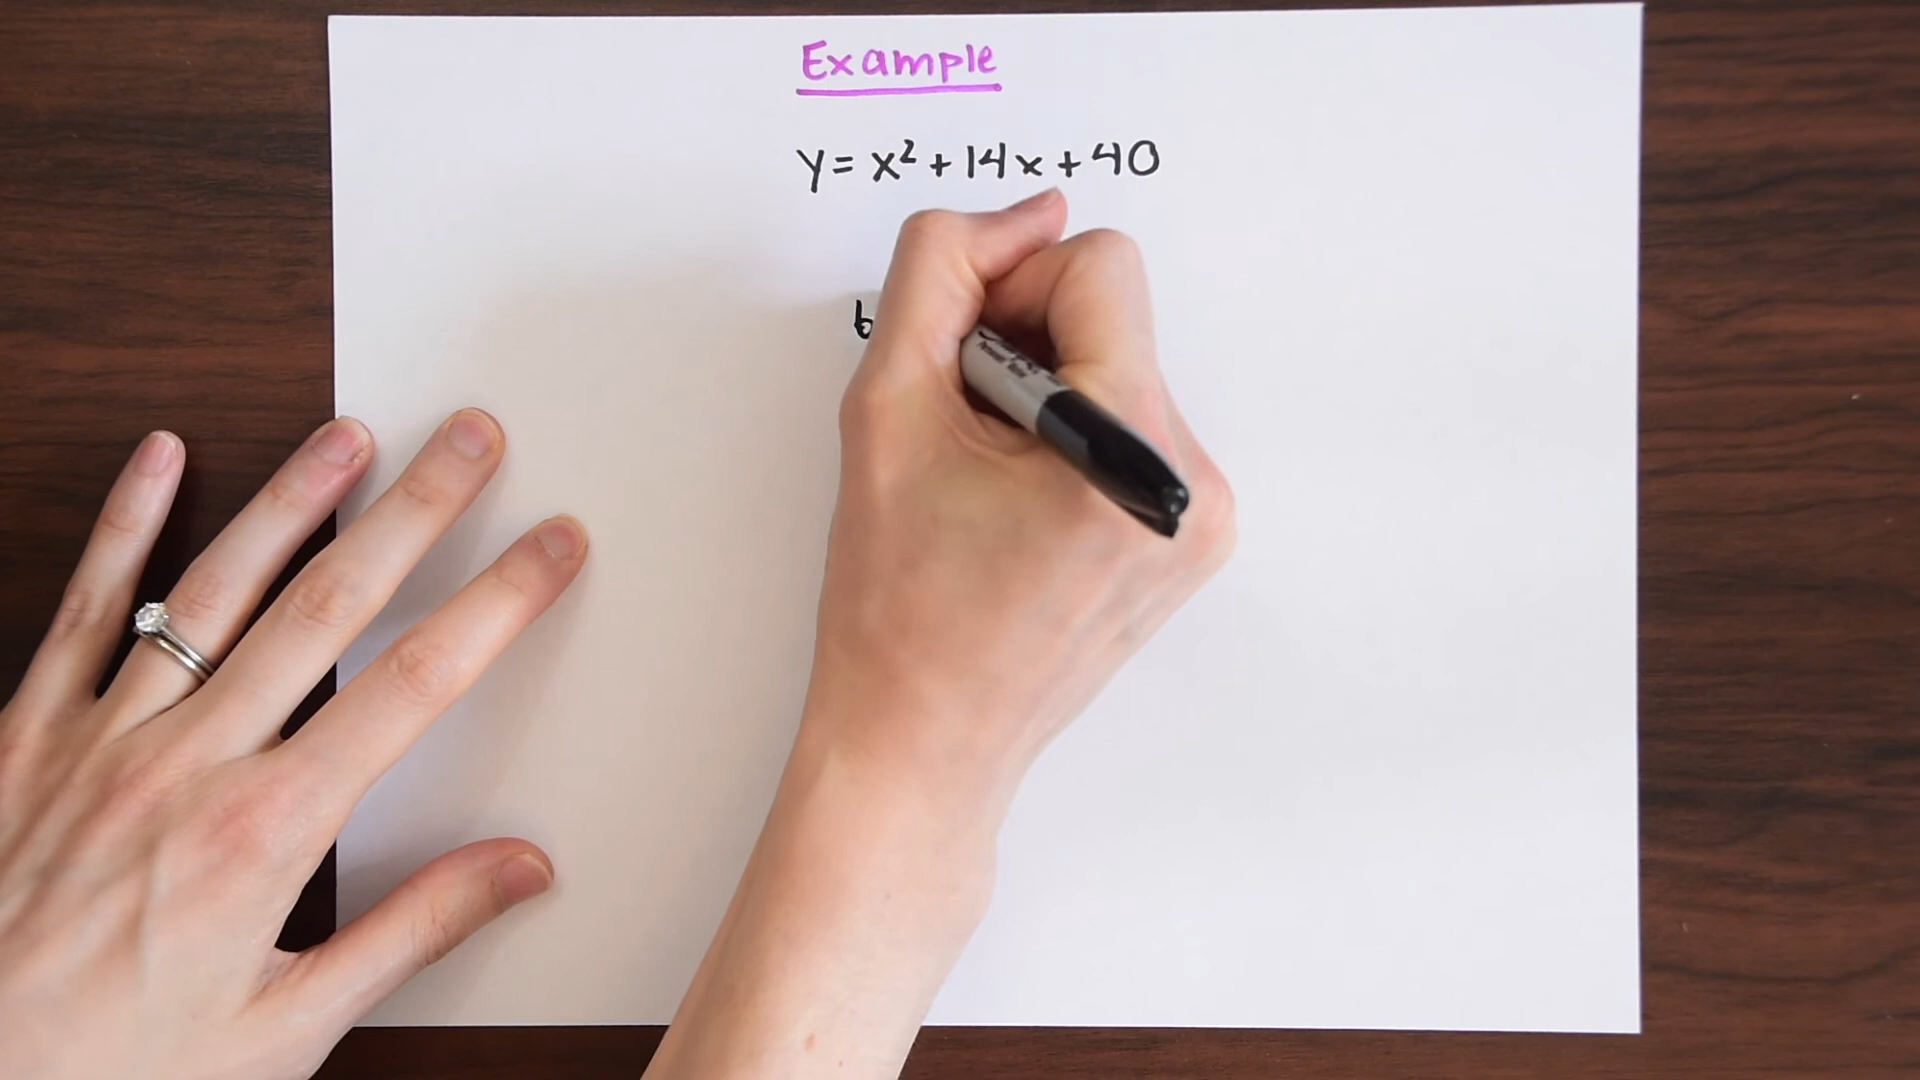 Example
y = x² + 14x + 40
b